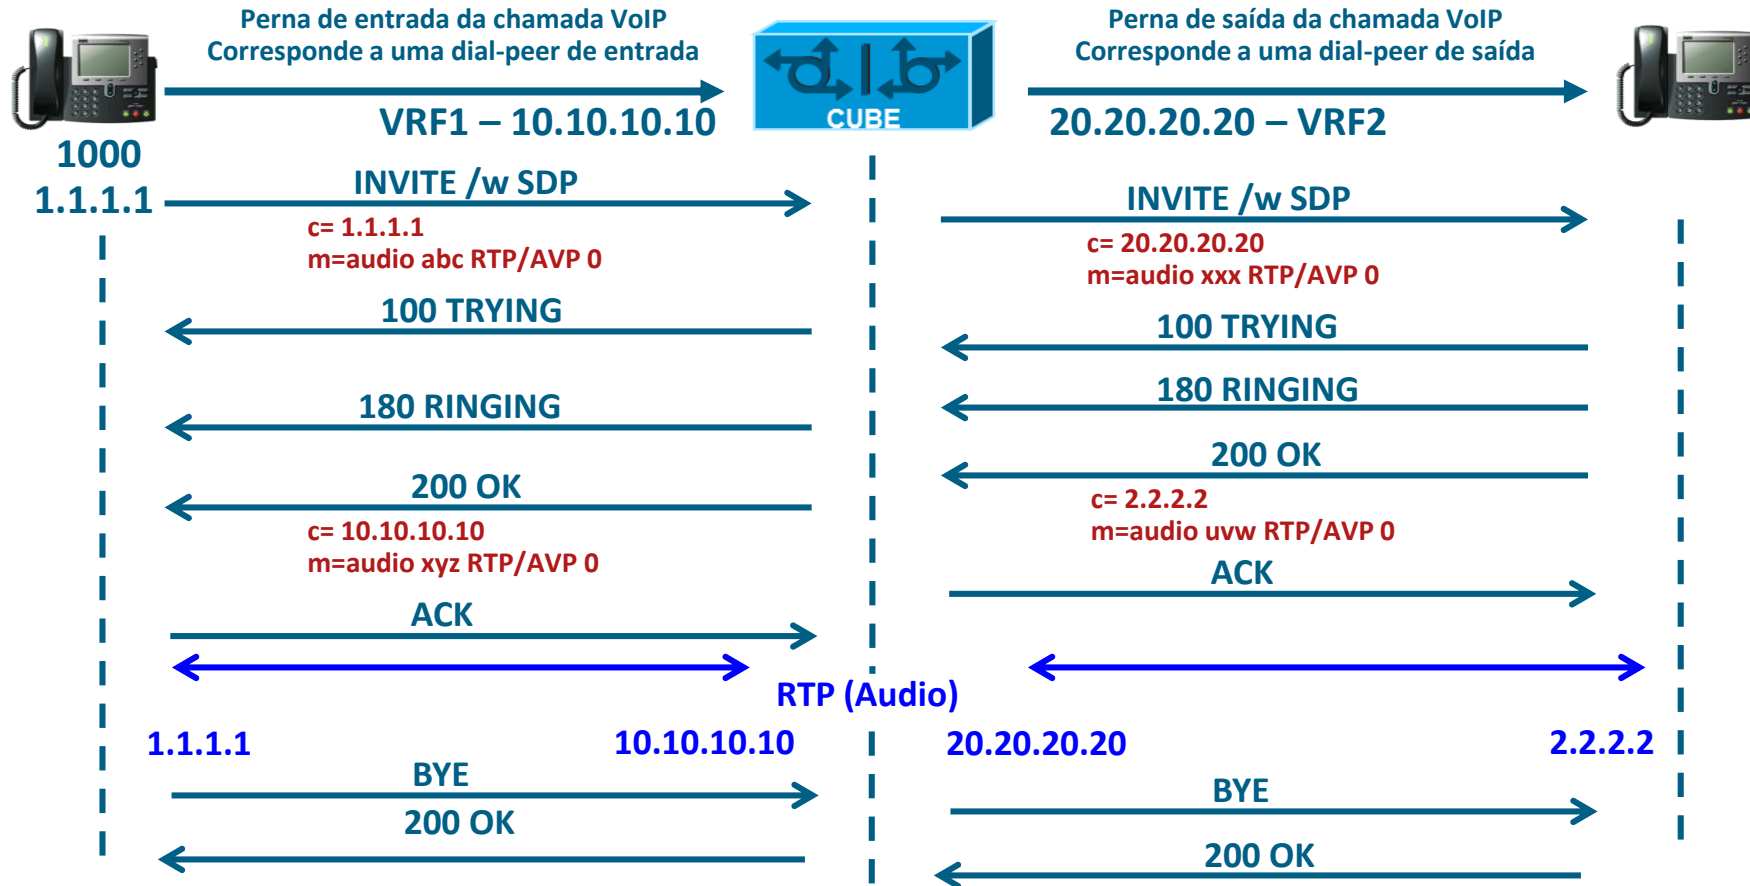 Perna de entrada da chamada VoIP
Corresponde a uma dial-peer de entrada
Perna de saída da chamada VoIP
Corresponde a uma dial-peer de saída
CUBE
VRF1 – 10.10.10.10
20.20.20.20 – VRF2
1000
1.1.1.1
INVITE /w SDP
c= 1.1.1.1
m=audio abc RTP/AVP 0
INVITE /w SDP
c= 20.20.20.20
m=audio xxx RTP/AVP 0
100 TRYING
100 TRYING
180 RINGING
180 RINGING
200 OK
200 OK
c= 10.10.10.10
m=audio xyz RTP/AVP 0
c= 2.2.2.2
m=audio uvw RTP/AVP 0
ACK
ACK
RTP (Audio)
1.1.1.1
10.10.10.10
20.20.20.20
2.2.2.2
BYE
BYE
200 OK
200 OK